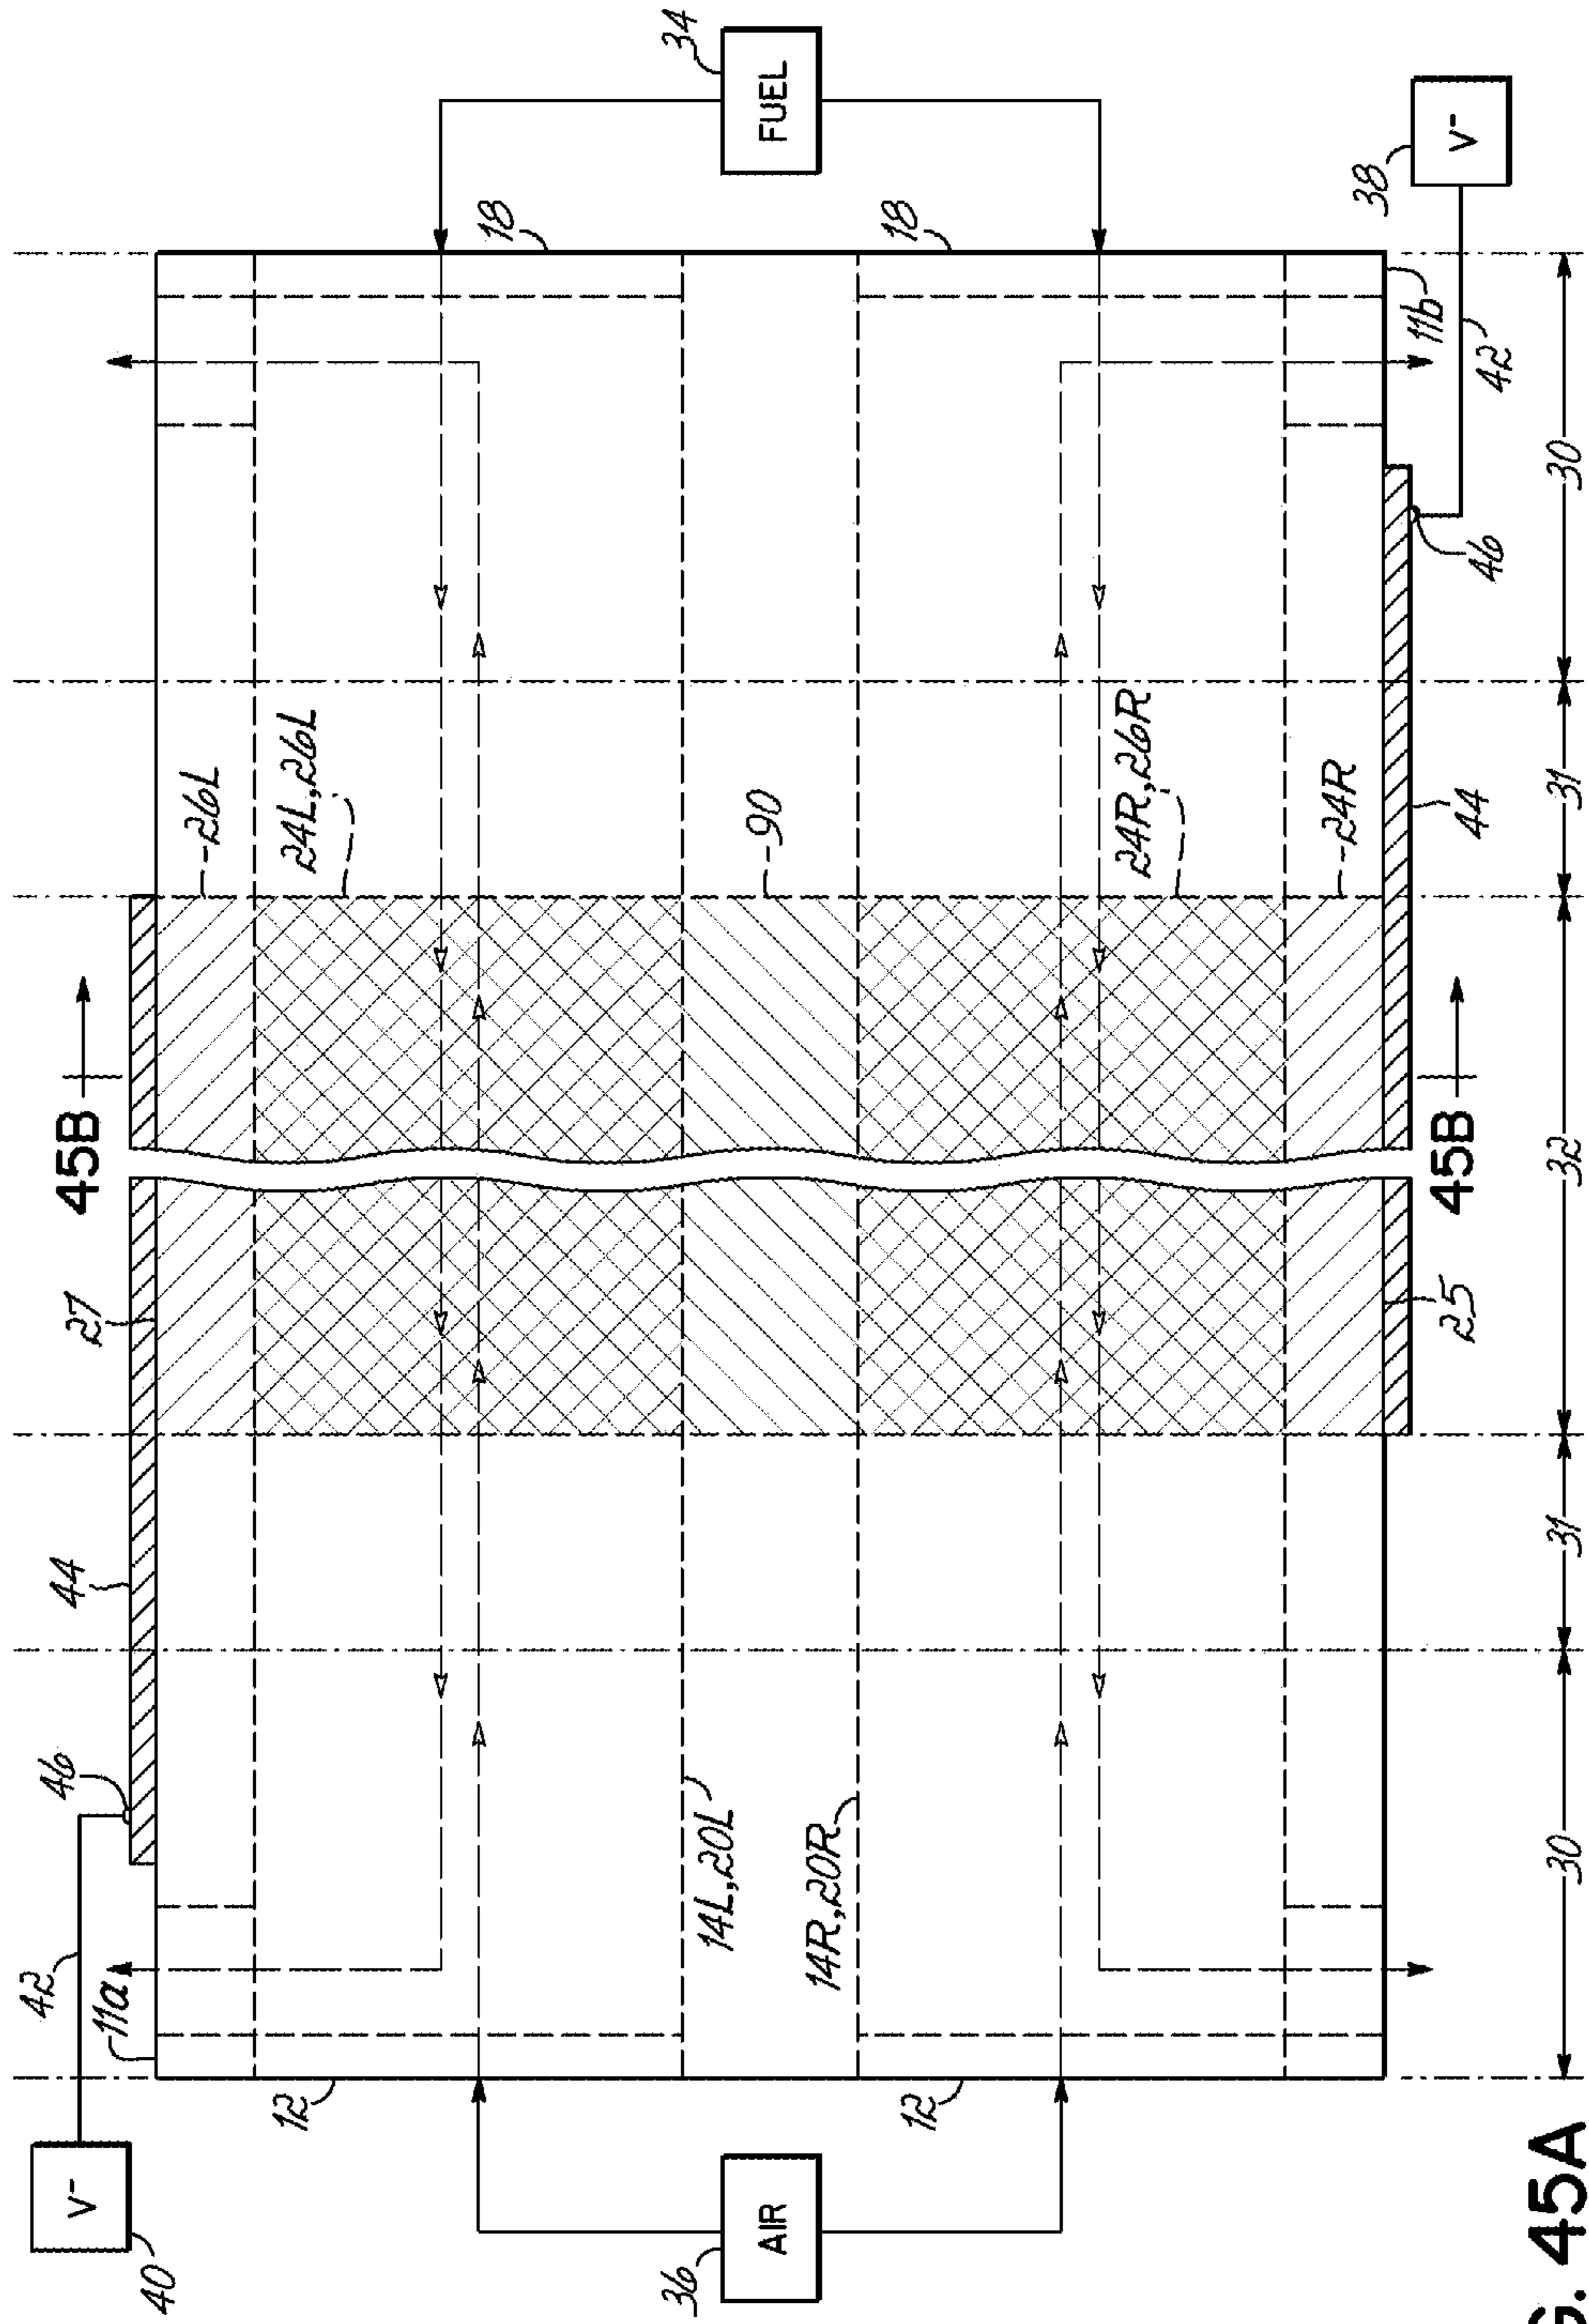 40
V-
42
11a
46
44
27
45B
12
26L
24L,26L
18
36
AIR
14L,20L
90
34
FUEL
14R,20R
12
24R,26R
18
24R
25
45B
44
46
11b
42
38
V-
30
31
32
31
30
G. 45A